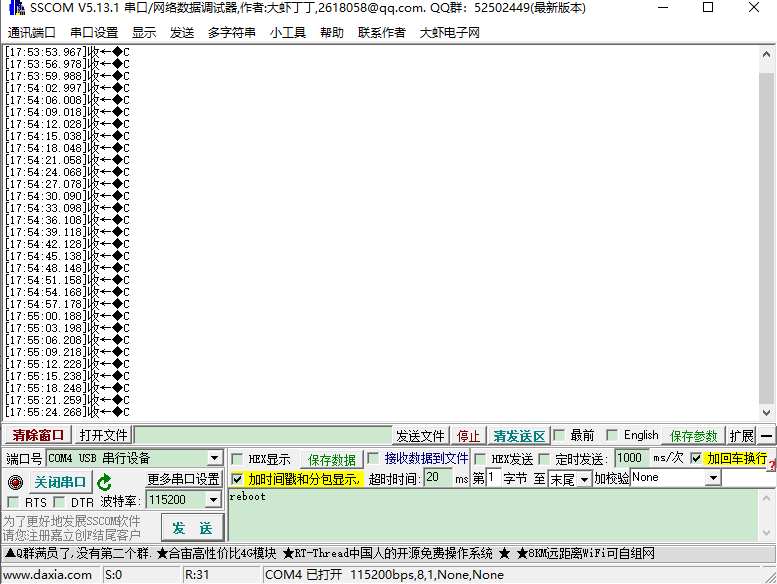 SSCOM V5.13.1 串口/网络数据调试器,作者:大虾丁丁,2618058@qq.com. QQ群: 52502449(最新版本)
通讯端口 串口设置 显示 发送 多字符串 小工具 帮助 联系作者 大虾电子网
[17:53:53.967]收←◆C
[17:53:56.978]收←◆C
[17:53:59.988]收←◆C
[17:54:02.997]收←◆C
[17:54:06.008]收←◆C
[17:54:09.018]收←◆C
[17:54:12.028]收←◆C
[17:54:15.038]收←◆C
[17:54:18.048]收←◆C
[17:54:21.058]收←◆C
[17:54:24.068]收←◆C
[17:54:27.078]收←◆C
[17:54:30.090]收←◆C
[17:54:33.098]收←◆C
[17:54:36.108]收←◆C
[17:54:39.118]收←◆C
[17:54:42.128]收←◆C
[17:54:45.138]收←◆C
[17:54:48.148]收←◆C
[17:54:51.158]收←◆C
[17:54:54.168]收←◆C
[17:54:57.178]收←◆C
[17:55:00.188]收←◆C
[17:55:03.198]收←◆C
[17:55:06.208]收←◆C
[17:55:09.218]收←◆C
[17:55:12.228]收←◆C
[17:55:15.238]收←◆C
[17:55:18.248]收←◆C
[17:55:21.259]收←◆C
[17:55:24.268]收←◆C
清除窗口 打开文件 发送文件 停止 清发送区 最前 English 保存参数 扩展 —
端口号 COM4 USB 串行设备 HEX显示 保存数据 接收数据到文件 HEX发送 定时发送: 1000 ms/次 加回车换行
关闭串口 更多串口设置 加时间戳和分包显示, 超时时间: 20 ms 第1 字节 至 末尾 加校验 None
RTS DTR 波特率: 115200 reboot
为了更好地发展SSCOM软件
请您注册嘉立创F结尾客户
发 送
▲Q群满员了,没有第二个群. ★合宙高性价比4G模块 ★RT-Thread中国人的开源免费操作系统 ★ ★8KM远距离WiFi可自组网
www.daxia.com S:0 R:31 COM4 已打开 115200bps,8,1,None,None